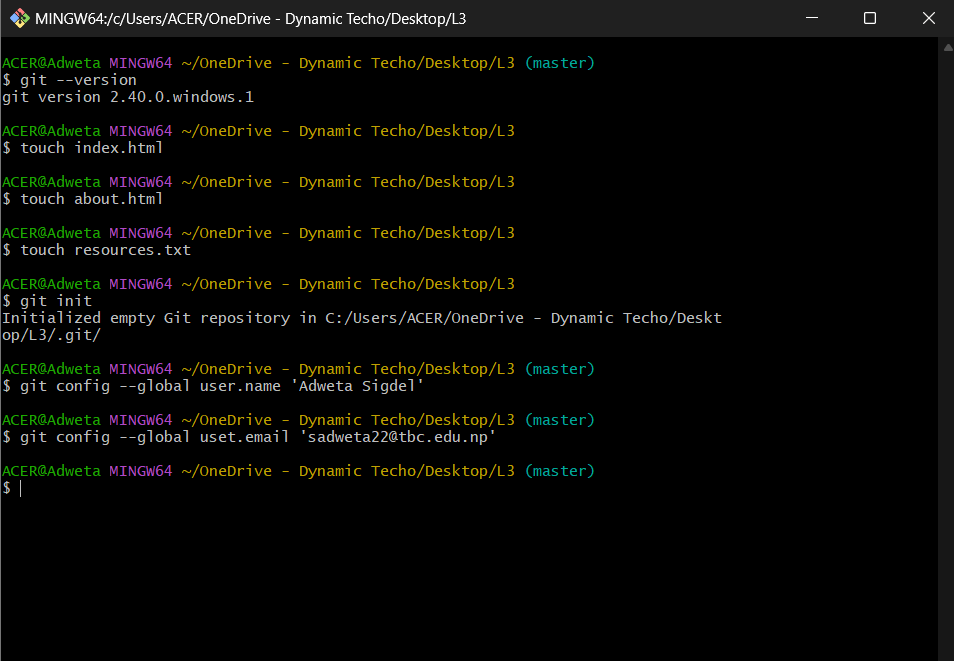 MINGW64:/c/Users/ACER/OneDrive - Dynamic Techo/Desktop/L3
ACER@Adweta MINGW64 ~/OneDrive - Dynamic Techo/Desktop/L3 (master)
$ git --version
git version 2.40.0.windows.1
ACER@Adweta MINGW64 ~/OneDrive - Dynamic Techo/Desktop/L3
$ touch index.html
ACER@Adweta MINGW64 ~/OneDrive - Dynamic Techo/Desktop/L3
$ touch about.html
ACER@Adweta MINGW64 ~/OneDrive - Dynamic Techo/Desktop/L3
$ touch resources.txt
ACER@Adweta MINGW64 ~/OneDrive - Dynamic Techo/Desktop/L3
$ git init
Initialized empty Git repository in C:/Users/ACER/OneDrive - Dynamic Techo/Deskt
op/L3/.git/
ACER@Adweta MINGW64 ~/OneDrive - Dynamic Techo/Desktop/L3 (master)
$ git config --global user.name 'Adweta Sigdel'
ACER@Adweta MINGW64 ~/OneDrive - Dynamic Techo/Desktop/L3 (master)
$ git config --global uset.email 'sadweta22@tbc.edu.np'
ACER@Adweta MINGW64 ~/OneDrive - Dynamic Techo/Desktop/L3 (master)
$